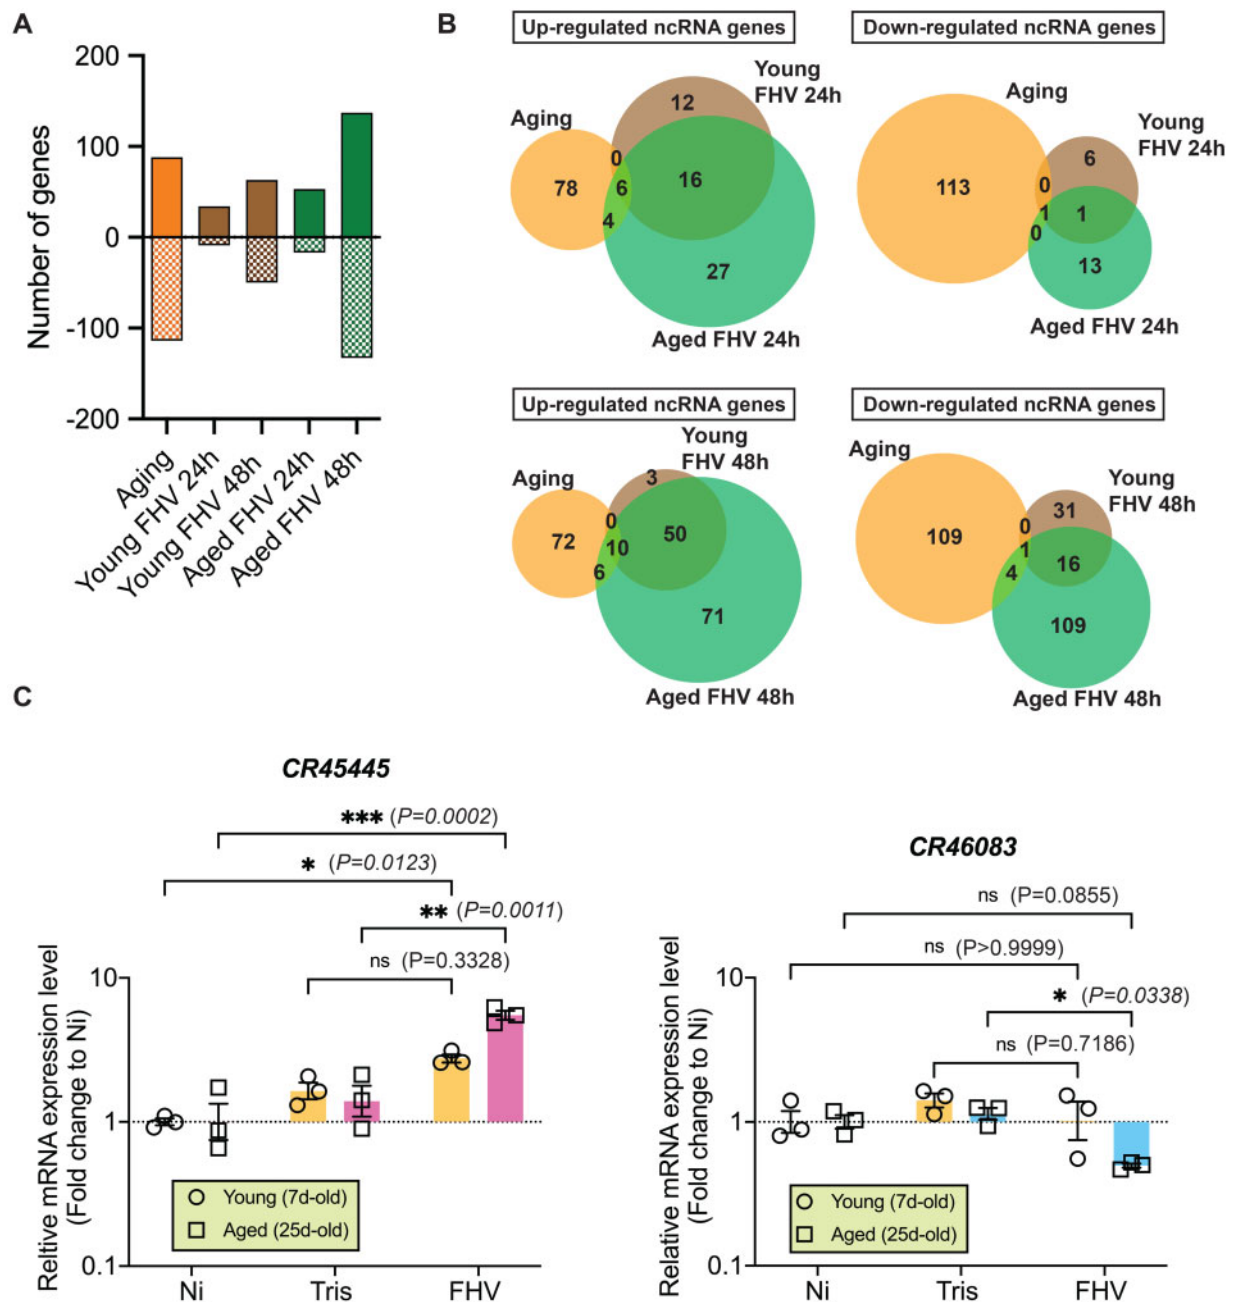 A
200
100
0
-100
-200
Number of genes
Aging
Young FHV 24h
Young FHV 48h
Aged FHV 24h
Aged FHV 48h
B
Up-regulated ncRNA genes
Young
FHV 24h
Aging
12
0
78
6
16
4
27
Aged FHV 24h
Down-regulated ncRNA genes
Aging
Young
FHV 24h
6
113
0
1
1
0
13
Aged FHV 24h
Up-regulated ncRNA genes
Young
FHV 48h
Aging
3
0
72
10
50
6
71
Aged FHV 48h
Down-regulated ncRNA genes
Aging
Young
FHV 48h
31
0
109
1
16
4
109
Aged FHV 48h
C
CR45445
*** (P=0.0002)
* (P=0.0123)
** (P=0.0011)
ns (P=0.3328)
Reltive mRNA expression level
(Fold change to Ni)
10
1
0.1
Young (7d-old)
Aged (25d-old)
Ni
Tris
FHV
CR46083
ns (P=0.0855)
ns (P>0.9999)
* (P=0.0338)
ns (P=0.7186)
Relative mRNA expression level
(Fold change to Ni)
10
1
0.1
Young (7d-old)
Aged (25d-old)
Ni
Tris
FHV